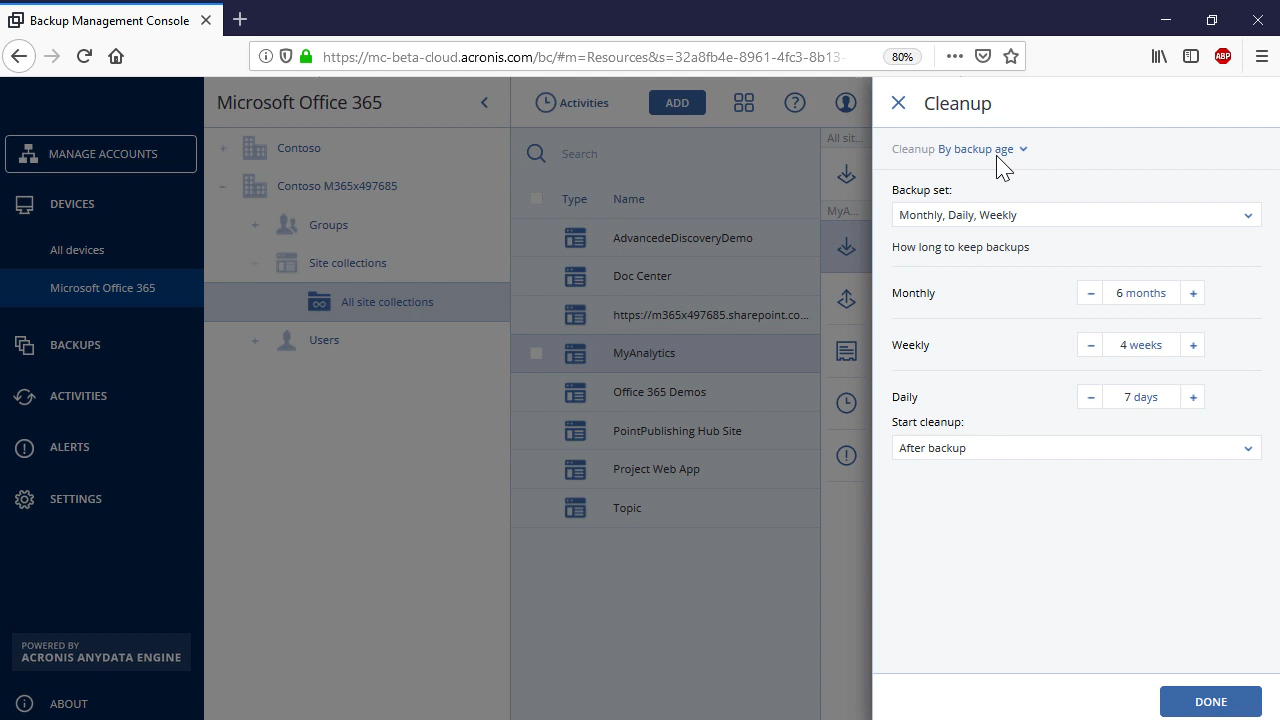 Backup Management Console
https://mc-beta-cloud.acronis.com/bc/#m=Resources&s=32a8fb4e-8961-4fc3-8b13-
80%
ABP
MANAGE ACCOUNTS
DEVICES
All devices
Microsoft Office 365
BACKUPS
ACTIVITIES
ALERTS
SETTINGS
POWERED BY
ACRONIS ANYDATA ENGINE
ABOUT
Microsoft Office 365
Contoso
Contoso M365x497685
Groups
Site collections
All site collections
Users
Activities
ADD
Search
Type Name
AdvancedeDiscoveryDemo
Doc Center
https://m365x497685.sharepoint.co...
MyAnalytics
Office 365 Demos
PointPublishing Hub Site
Project Web App
Topic
All sit...
MyA...
Cleanup
Cleanup By backup age
Backup set:
Monthly, Daily, Weekly
How long to keep backups
Monthly − 6 months +
Weekly − 4 weeks +
Daily − 7 days +
Start cleanup:
After backup
DONE